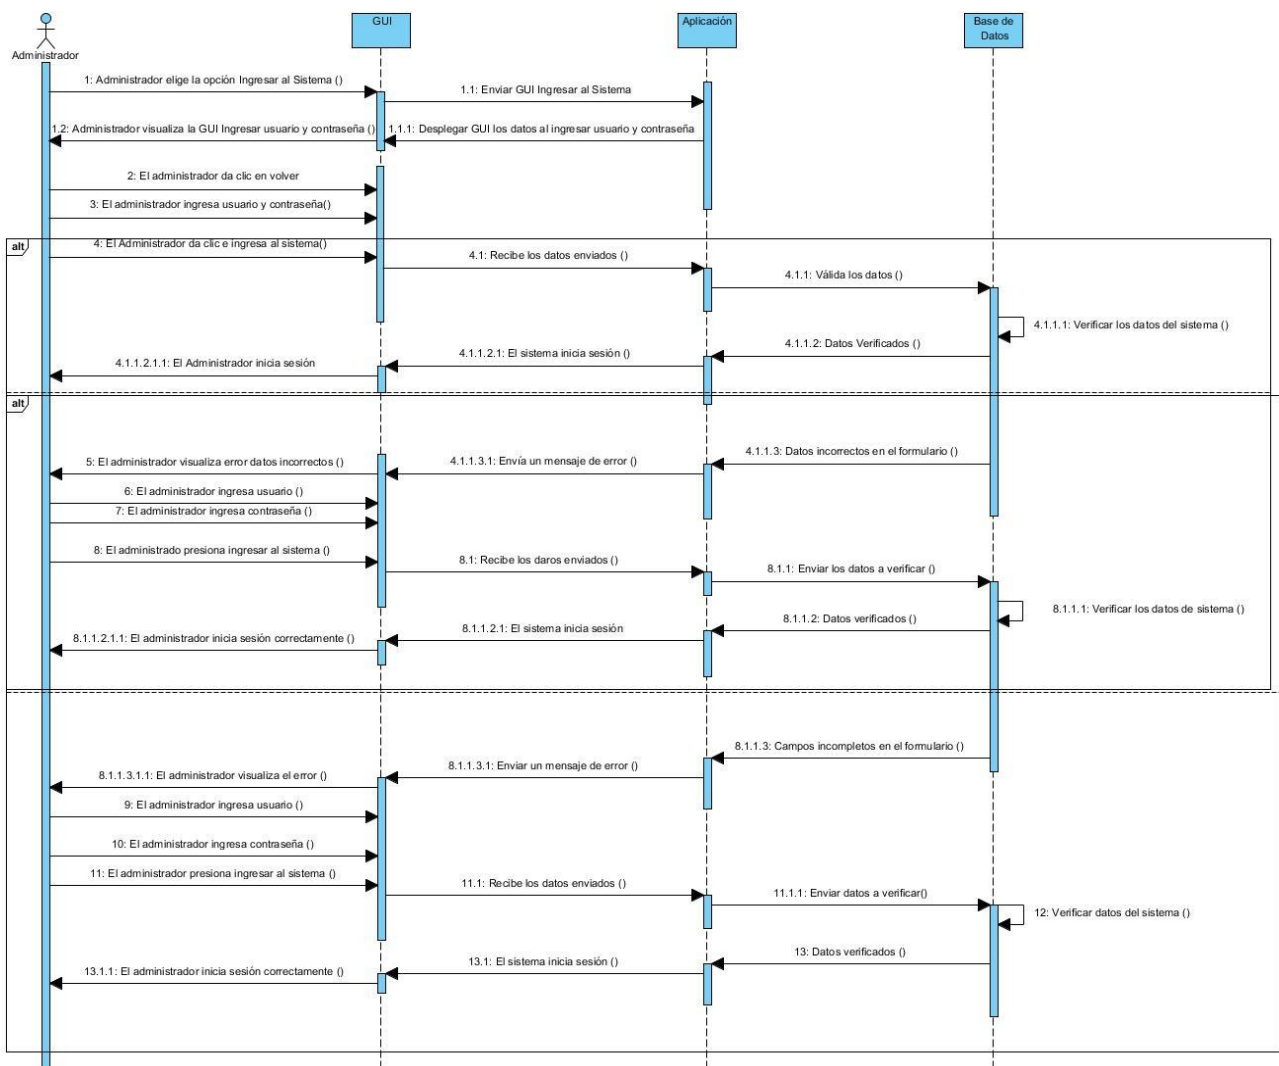 Administrador
GUI
Aplicación
Base de
Datos
1: Administrador elige la opción Ingresar al Sistema ()
1.1: Enviar GUI Ingresar al Sistema
1.2: Administrador visualiza la GUI Ingresar usuario y contraseña ()
1.1.1: Desplegar GUI los datos al ingresar usuario y contraseña
2: El administrador da clic en volver
3: El administrador ingresa usuario y contraseña()
alt
4: El Administrador da clic e ingresa al sistema()
4.1: Recibe los datos enviados ()
4.1.1: Válida los datos ()
4.1.1.1: Verificar los datos del sistema ()
4.1.1.2: Datos Verificados ()
4.1.1.2.1: El sistema inicia sesión ()
4.1.1.2.1.1: El Administrador inicia sesión
alt
4.1.1.3: Datos incorrectos en el formulario ()
4.1.1.3.1: Envía un mensaje de error ()
5: El administrador visualiza error datos incorrectos ()
6: El administrador ingresa usuario ()
7: El administrador ingresa contraseña ()
8: El administrado presiona ingresar al sistema ()
8.1: Recibe los daros enviados ()
8.1.1: Enviar los datos a verificar ()
8.1.1.1: Verificar los datos de sistema ()
8.1.1.2: Datos verificados ()
8.1.1.2.1: El sistema inicia sesión
8.1.1.2.1.1: El administrador inicia sesión correctamente ()
8.1.1.3: Campos incompletos en el formulario ()
8.1.1.3.1: Enviar un mensaje de error ()
8.1.1.3.1.1: El administrador visualiza el error ()
9: El administrador ingresa usuario ()
10: El administrador ingresa contraseña ()
11: El administrador presiona ingresar al sistema ()
11.1: Recibe los datos enviados ()
11.1.1: Enviar datos a verificar()
12: Verificar datos del sistema ()
13: Datos verificados ()
13.1: El sistema inicia sesión ()
13.1.1: El administrador inicia sesión correctamente ()